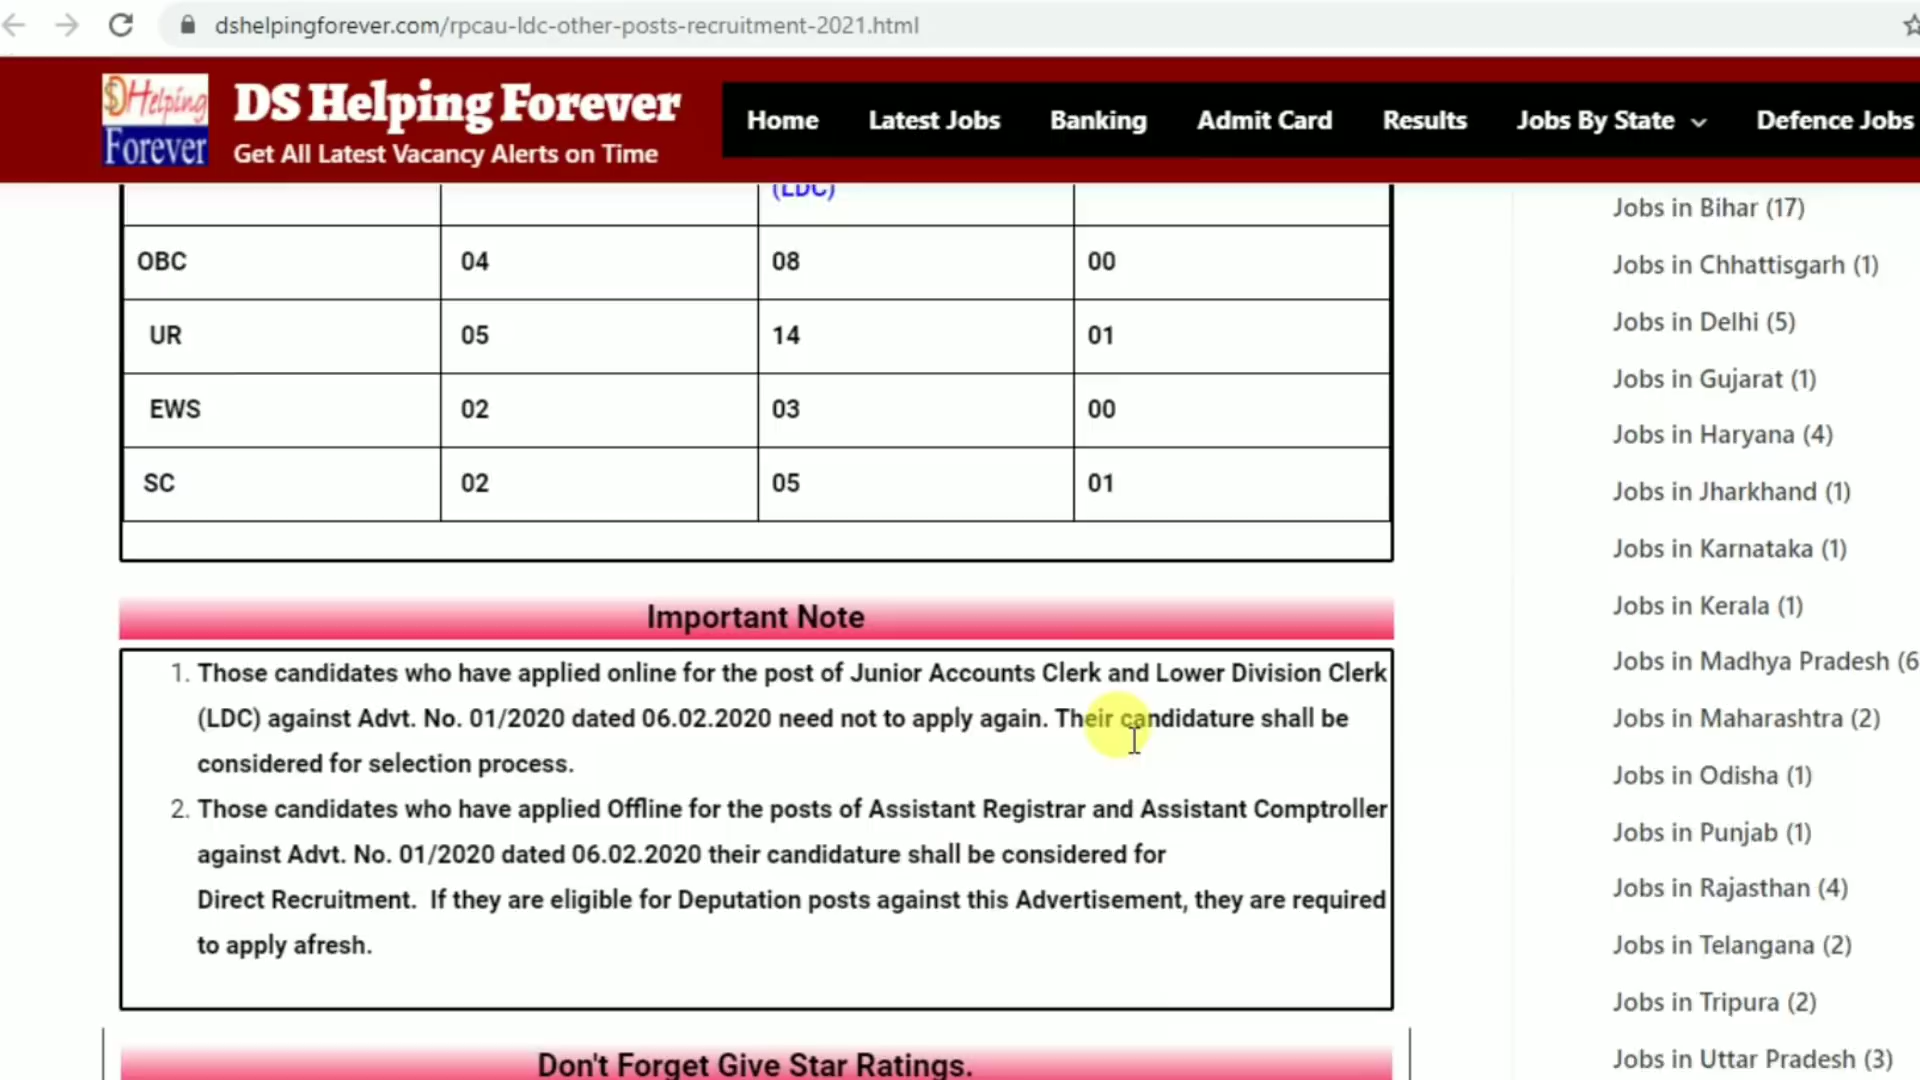 dshelpingforever.com/rpcau-ldc-other-posts-recruitment-2021.html
$DHelping
Forever
DS Helping Forever
Get All Latest Vacancy Alerts on Time
Home Latest Jobs Banking Admit Card Results Jobs By State Defence Jobs
(LDC)
OBC 04 08 00
UR 05 14 01
EWS 02 03 00
SC 02 05 01
Important Note
1. Those candidates who have applied online for the post of Junior Accounts Clerk and Lower Division Clerk
(LDC) against Advt. No. 01/2020 dated 06.02.2020 need not to apply again. Their candidature shall be
considered for selection process.
2. Those candidates who have applied Offline for the posts of Assistant Registrar and Assistant Comptroller
against Advt. No. 01/2020 dated 06.02.2020 their candidature shall be considered for
Direct Recruitment. If they are eligible for Deputation posts against this Advertisement, they are required
to apply afresh.
Don't Forget Give Star Ratings.
Jobs in Bihar (17)
Jobs in Chhattisgarh (1)
Jobs in Delhi (5)
Jobs in Gujarat (1)
Jobs in Haryana (4)
Jobs in Jharkhand (1)
Jobs in Karnataka (1)
Jobs in Kerala (1)
Jobs in Madhya Pradesh (6
Jobs in Maharashtra (2)
Jobs in Odisha (1)
Jobs in Punjab (1)
Jobs in Rajasthan (4)
Jobs in Telangana (2)
Jobs in Tripura (2)
Jobs in Uttar Pradesh (3)